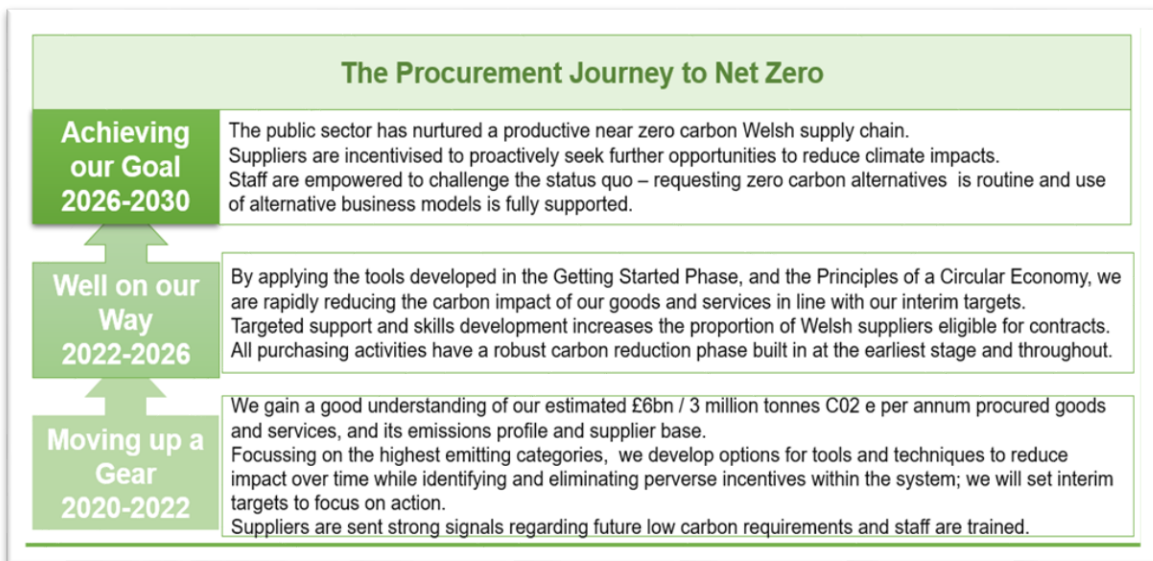 The Procurement Journey to Net Zero
Achieving
our Goal
2026-2030
The public sector has nurtured a productive near zero carbon Welsh supply chain.
Suppliers are incentivised to proactively seek further opportunities to reduce climate impacts.
Staff are empowered to challenge the status quo – requesting zero carbon alternatives is routine and use
of alternative business models is fully supported.
Well on our
Way
2022-2026
By applying the tools developed in the Getting Started Phase, and the Principles of a Circular Economy, we
are rapidly reducing the carbon impact of our goods and services in line with our interim targets.
Targeted support and skills development increases the proportion of Welsh suppliers eligible for contracts.
All purchasing activities have a robust carbon reduction phase built in at the earliest stage and throughout.
Moving up a
Gear
2020-2022
We gain a good understanding of our estimated £6bn / 3 million tonnes C02 e per annum procured goods
and services, and its emissions profile and supplier base.
Focussing on the highest emitting categories, we develop options for tools and techniques to reduce
impact over time while identifying and eliminating perverse incentives within the system; we will set interim
targets to focus on action.
Suppliers are sent strong signals regarding future low carbon requirements and staff are trained.